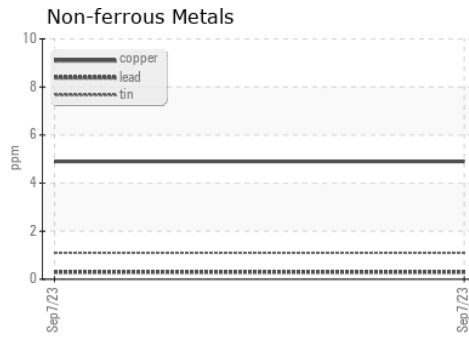 Non-ferrous Metals
10
8
6
4
2
0
ppm
copper
lead
tin
Sep7/23
Sep7/23